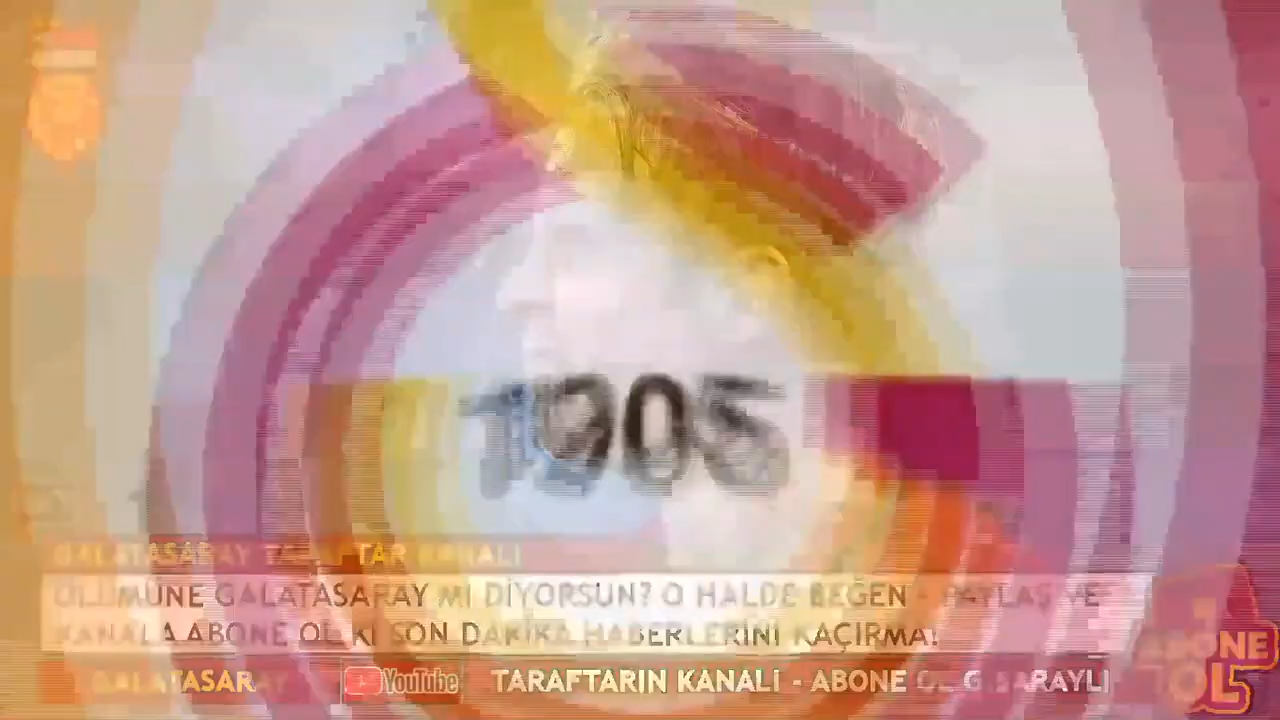 1905
GALATASARAY TARAFTAR KANALI
ÖLÜMÜNE GALATASARAY MI DİYORSUN? O HALDE BEĞEN - PAYLAŞ VE
KANALA ABONE OL Kİ SON DAKİKA HABERLERİNİ KAÇIRMA!
GALATASARAY YouTube TARAFTARIN KANALI - ABONE OL G.SARAYLI
ABONE
OL